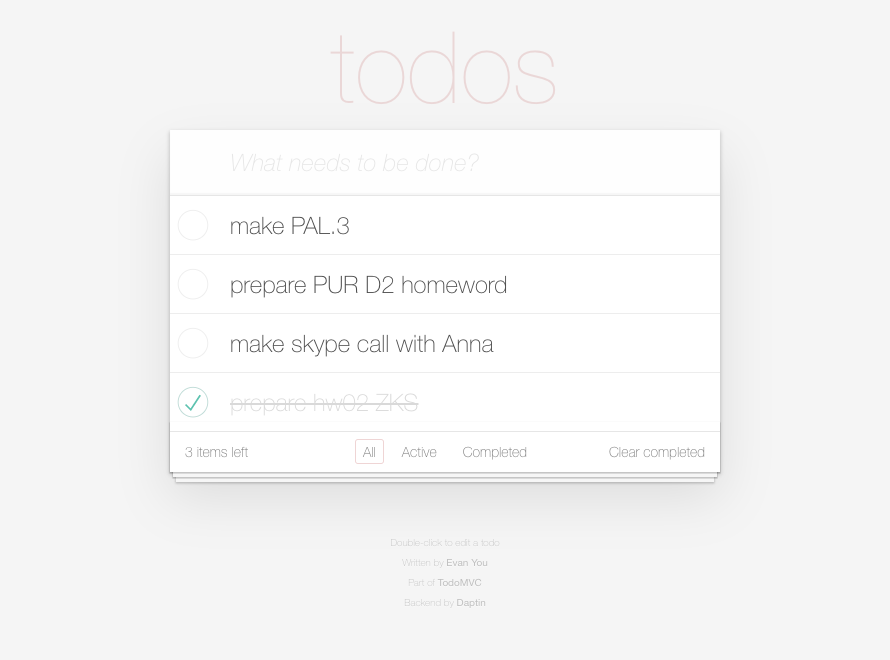 todos
What needs to be done?
make PAL.3
prepare PUR D2 homeword
make skype call with Anna
prepare hw02 ZKS
3 items left All Active Completed Clear completed
Double-click to edit a todo
Written by Evan You
Part of TodoMVC
Backend by Daptin